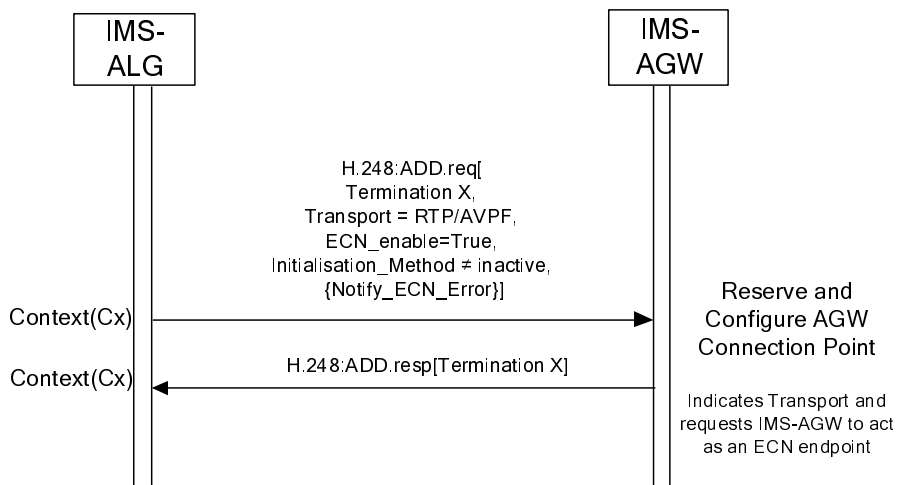 IMS-
ALG
IMS-
AGW
H.248:ADD.req[
Termination X,
Transport = RTP/AVPF,
ECN_enable=True,
Initialisation_Method ≠ inactive,
{Notify_ECN_Error}]
Context(Cx)
Reserve and
Configure AGW
Connection Point
H.248:ADD.resp[Termination X]
Context(Cx)
Indicates Transport and
requests IMS-AGW to act
as an ECN endpoint